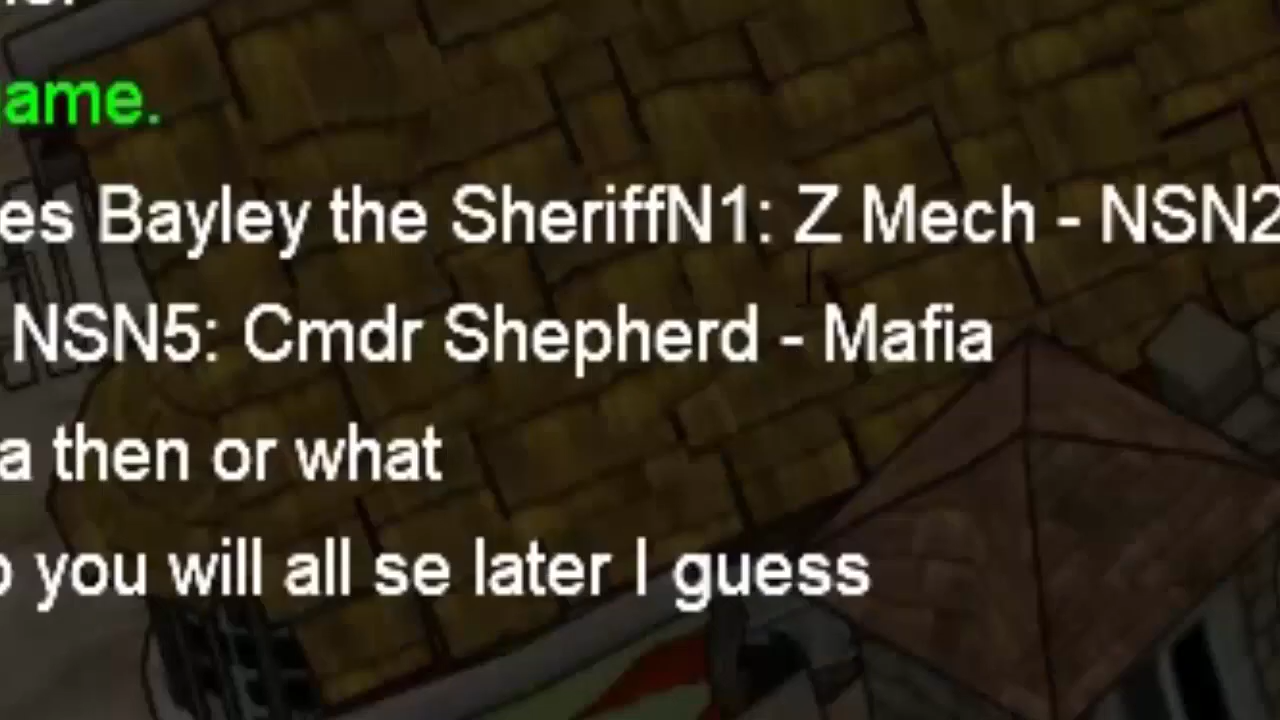 ame.
es Bayley the SheriffN1: Z Mech - NSN2
NSN5: Cmdr Shepherd - Mafia
a then or what
you will all se later I guess